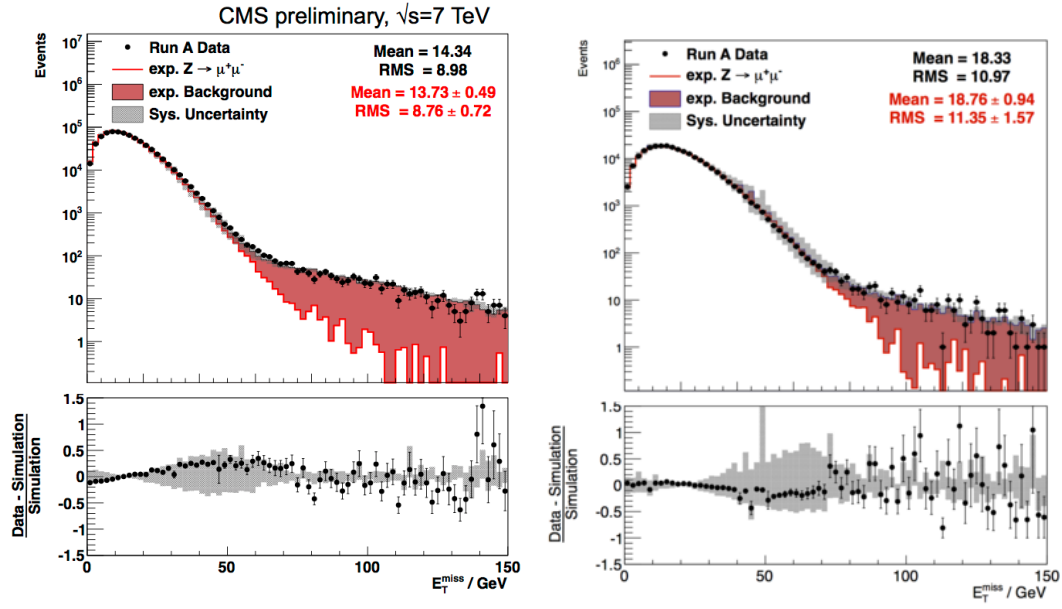 CMS preliminary, √s=7 TeV
Events
10⁷
10⁶
10⁵
10⁴
10³
10²
10
1
Run A Data
exp. Z → μ⁺μ⁻
exp. Background
Sys. Uncertainty
Mean = 14.34
RMS = 8.98
Mean = 13.73 ± 0.49
RMS = 8.76 ± 0.72
Data - Simulation
Simulation
1.5
1
0.5
0
-0.5
-1
-1.5
0 50 100 150
E_T^miss / GeV
Events
10⁶
10⁵
10⁴
10³
10²
10
1
Run A Data
exp. Z → μ⁺μ⁻
exp. Background
Sys. Uncertainty
Mean = 18.33
RMS = 10.97
Mean = 18.76 ± 0.94
RMS = 11.35 ± 1.57
Data - Simulation
Simulation
1.5
1
0.5
0
-0.5
-1
-1.5
0 50 100 150
E_T^miss / GeV